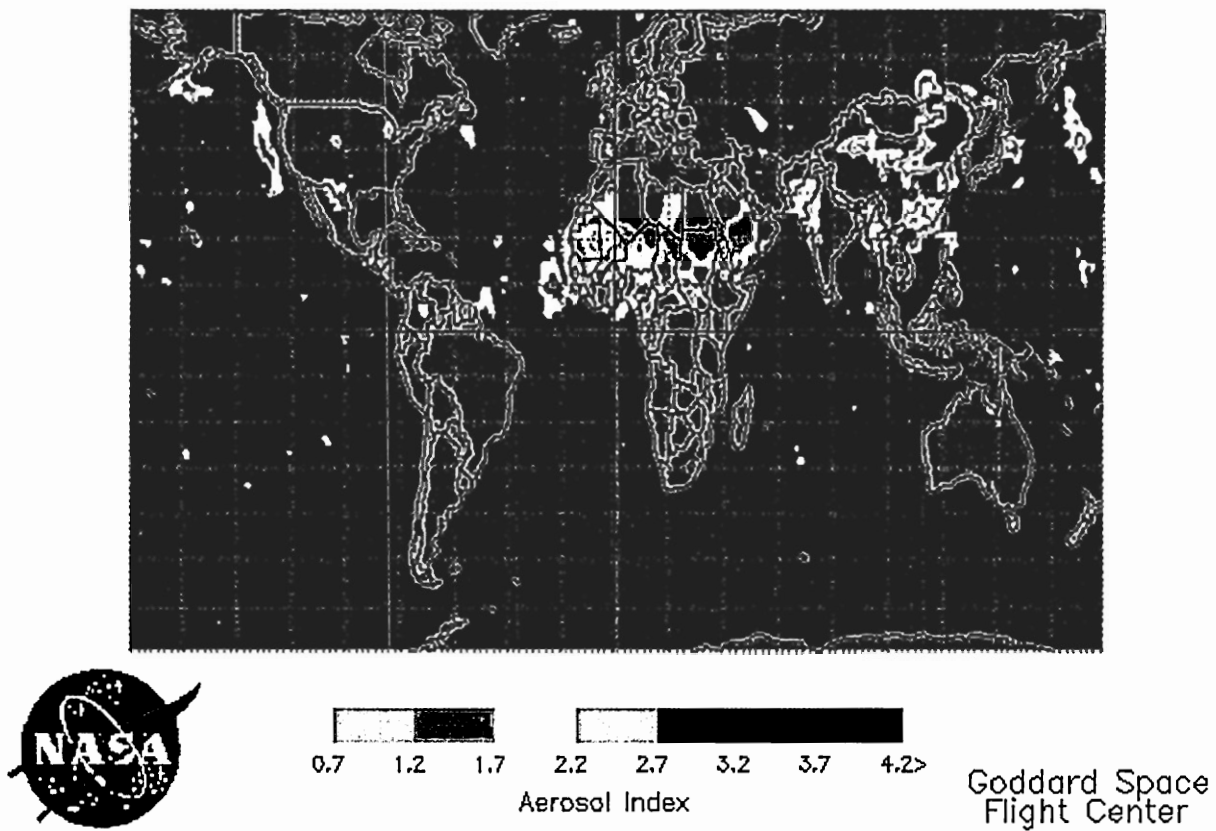 NASA
0.7 1.2 1.7 2.2 2.7 3.2 3.7 4.2>
Aerosol Index
Goddard Space
Flight Center